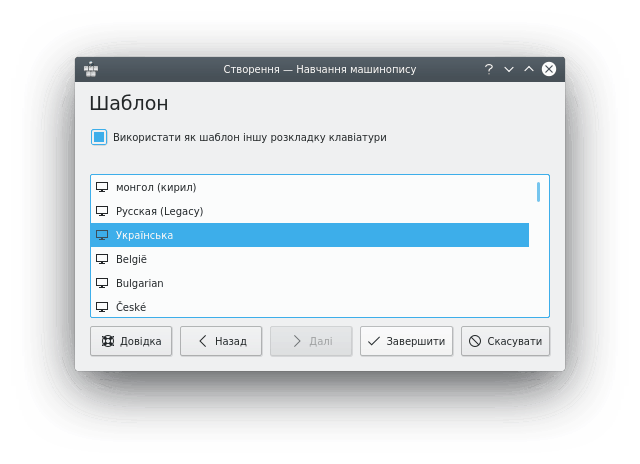 Створення — Навчання машинопису
Шаблон
Використати як шаблон іншу розкладку клавіатури
монгол (кирил)
Русская (Legacy)
Українська
België
Bulgarian
České
Довідка
Назад
Далі
Завершити
Скасувати